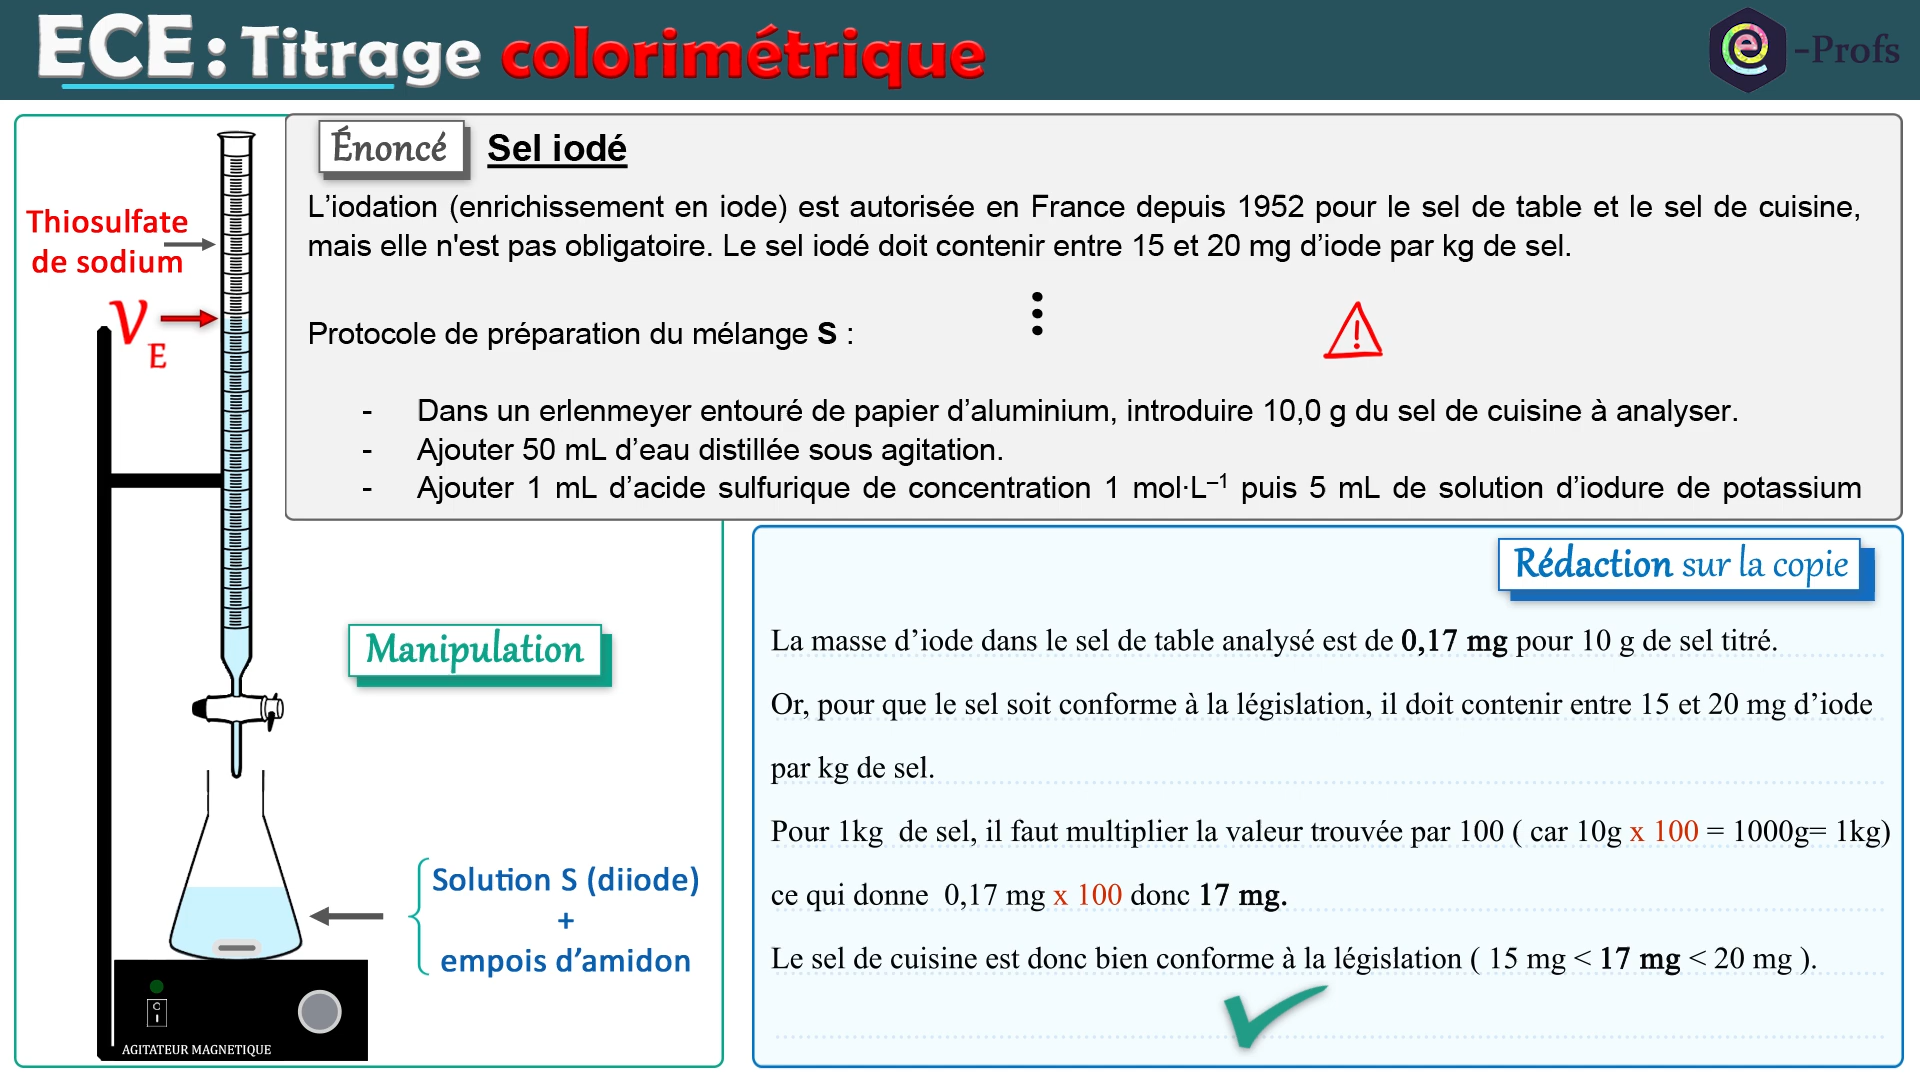 ECE : Titrage colorimétrique
e -Profs
Énoncé Sel iodé
L’iodation (enrichissement en iode) est autorisée en France depuis 1952 pour le sel de table et le sel de cuisine,
mais elle n'est pas obligatoire. Le sel iodé doit contenir entre 15 et 20 mg d’iode par kg de sel.
Protocole de préparation du mélange S :
- Dans un erlenmeyer entouré de papier d’aluminium, introduire 10,0 g du sel de cuisine à analyser.
- Ajouter 50 mL d’eau distillée sous agitation.
- Ajouter 1 mL d’acide sulfurique de concentration 1 mol·L⁻¹ puis 5 mL de solution d’iodure de potassium
Thiosulfate
de sodium
V E
Manipulation
Solution S (diiode)
+
empois d’amidon
AGITATEUR MAGNETIQUE
Rédaction sur la copie
La masse d’iode dans le sel de table analysé est de 0,17 mg pour 10 g de sel titré.
Or, pour que le sel soit conforme à la législation, il doit contenir entre 15 et 20 mg d’iode
par kg de sel.
Pour 1kg de sel, il faut multiplier la valeur trouvée par 100 ( car 10g x 100 = 1000g= 1kg)
ce qui donne 0,17 mg x 100 donc 17 mg.
Le sel de cuisine est donc bien conforme à la législation ( 15 mg < 17 mg < 20 mg ).